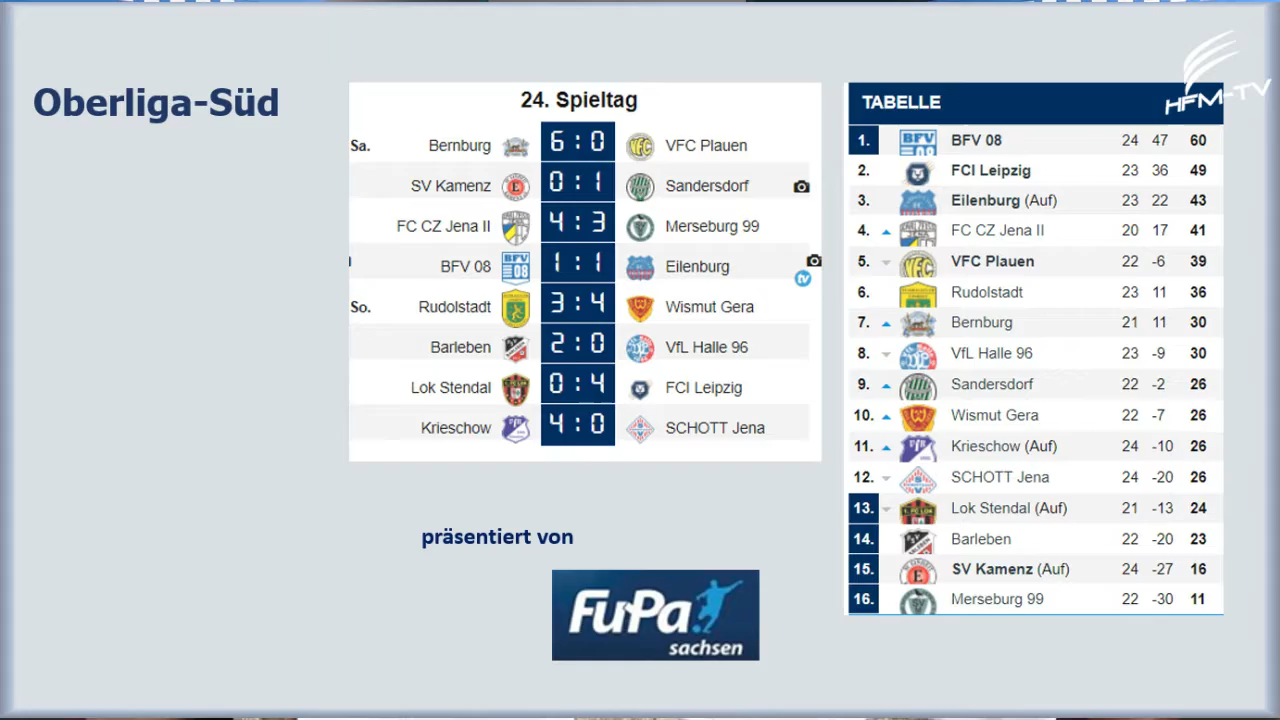 HFM-TV
Oberliga-Süd
24. Spieltag
Sa. Bernburg 6:0 VFC Plauen
SV Kamenz 0:1 Sandersdorf
FC CZ Jena II 4:3 Merseburg 99
BFV 08 1:1 Eilenburg
tv
So. Rudolstadt 3:4 Wismut Gera
Barleben 2:0 VfL Halle 96
Lok Stendal 0:4 FCI Leipzig
Krieschow 4:0 SCHOTT Jena
TABELLE
1. BFV 08 24 47 60
2. FCI Leipzig 23 36 49
3. Eilenburg (Auf) 23 22 43
4. FC CZ Jena II 20 17 41
5. VFC Plauen 22 -6 39
6. Rudolstadt 23 11 36
7. Bernburg 21 11 30
8. VfL Halle 96 23 -9 30
9. Sandersdorf 22 -2 26
10. Wismut Gera 22 -7 26
11. Krieschow (Auf) 24 -10 26
12. SCHOTT Jena 24 -20 26
13. Lok Stendal (Auf) 21 -13 24
14. Barleben 22 -20 23
15. SV Kamenz (Auf) 24 -27 16
16. Merseburg 99 22 -30 11
präsentiert von
FuPa
sachsen